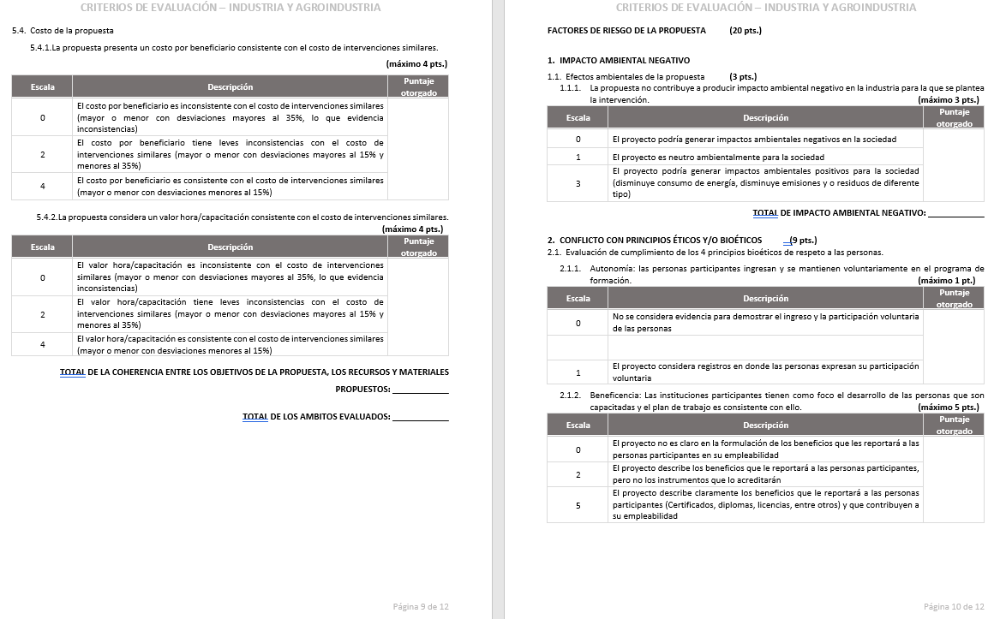 CRITERIOS DE EVALUACIÓN – INDUSTRIA Y AGROINDUSTRIA
5.4. Costo de la propuesta
5.4.1.La propuesta presenta un costo por beneficiario consistente con el costo de intervenciones similares.
(máximo 4 pts.)
Escala Descripción Puntaje
otorgado
El costo por beneficiario es inconsistente con el costo de intervenciones similares
0 (mayor o menor con desviaciones mayores al 35%, lo que evidencia
inconsistencias)
El costo por beneficiario tiene leves inconsistencias con el costo de
2 intervenciones similares (mayor o menor con desviaciones mayores al 15% y
menores al 35%)
4 El costo por beneficiario es consistente con el costo de intervenciones similares
(mayor o menor con desviaciones menores al 15%)
5.4.2.La propuesta considera un valor hora/capacitación consistente con el costo de intervenciones similares.
(máximo 4 pts.)
Escala Descripción Puntaje
otorgado
El valor hora/capacitación es inconsistente con el costo de intervenciones
0 similares (mayor o menor con desviaciones mayores al 35%, lo que evidencia
inconsistencias)
El valor hora/capacitación tiene leves inconsistencias con el costo de
2 intervenciones similares (mayor o menor con desviaciones mayores al 15% y
menores al 35%)
4 El valor hora/capacitación es consistente con el costo de intervenciones similares
(mayor o menor con desviaciones menores al 15%)
TOTAL DE LA COHERENCIA ENTRE LOS OBJETIVOS DE LA PROPUESTA, LOS RECURSOS Y MATERIALES
PROPUESTOS: ____________
TOTAL DE LOS AMBITOS EVALUADOS: ____________
Página 9 de 12
CRITERIOS DE EVALUACIÓN – INDUSTRIA Y AGROINDUSTRIA
FACTORES DE RIESGO DE LA PROPUESTA (20 pts.)
1. IMPACTO AMBIENTAL NEGATIVO
1.1. Efectos ambientales de la propuesta (3 pts.)
1.1.1. La propuesta no contribuye a producir impacto ambiental negativo en la industria para la que se plantea
la intervención. (máximo 3 pts.)
Escala Descripción Puntaje
otorgado
0 El proyecto podría generar impactos ambientales negativos en la sociedad
1 El proyecto es neutro ambientalmente para la sociedad
El proyecto podría generar impactos ambientales positivos para la sociedad
3 (disminuye consumo de energía, disminuye emisiones y o residuos de diferente
tipo)
TOTAL DE IMPACTO AMBIENTAL NEGATIVO: ____________
2. CONFLICTO CON PRINCIPIOS ÉTICOS Y/O BIOÉTICOS __(9 pts.)
2.1. Evaluación de cumplimiento de los 4 principios bioéticos de respeto a las personas.
2.1.1. Autonomía: las personas participantes ingresan y se mantienen voluntariamente en el programa de
formación. (máximo 1 pt.)
Escala Descripción Puntaje
otorgado
0 No se considera evidencia para demostrar el ingreso y la participación voluntaria
de las personas
1 El proyecto considera registros en donde las personas expresan su participación
voluntaria
2.1.2. Beneficencia: Las instituciones participantes tienen como foco el desarrollo de las personas que son
capacitadas y el plan de trabajo es consistente con ello. (máximo 5 pts.)
Escala Descripción Puntaje
otorgado
0 El proyecto no es claro en la formulación de los beneficios que les reportará a las
personas participantes en su empleabilidad
2 El proyecto describe los beneficios que le reportará a las personas participantes,
pero no los instrumentos que lo acreditarán
El proyecto describe claramente los beneficios que le reportará a las personas
5 participantes (Certificados, diplomas, licencias, entre otros) y que contribuyen a
su empleabilidad
Página 10 de 12